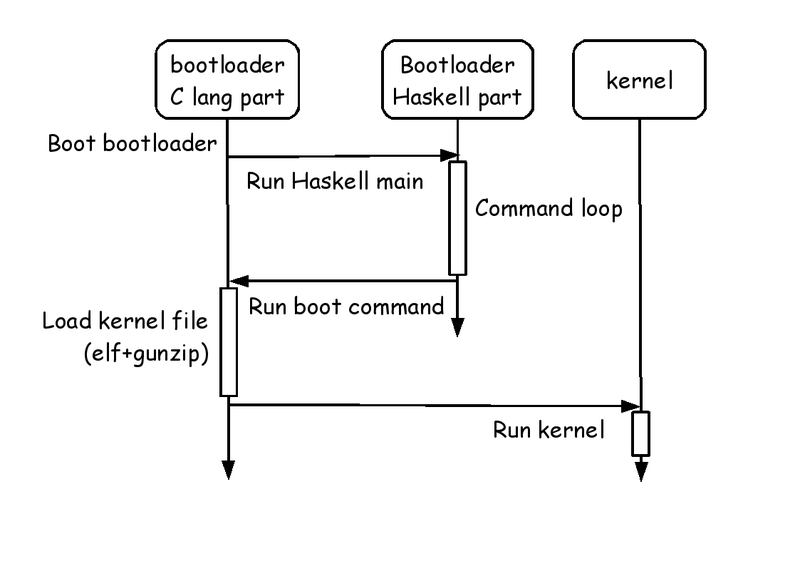 bootloader
C lang part
Bootloader
Haskell part
kernel
Boot bootloader
Run Haskell main
Command loop
Run boot command
Load kernel file
(elf+gunzip)
Run kernel